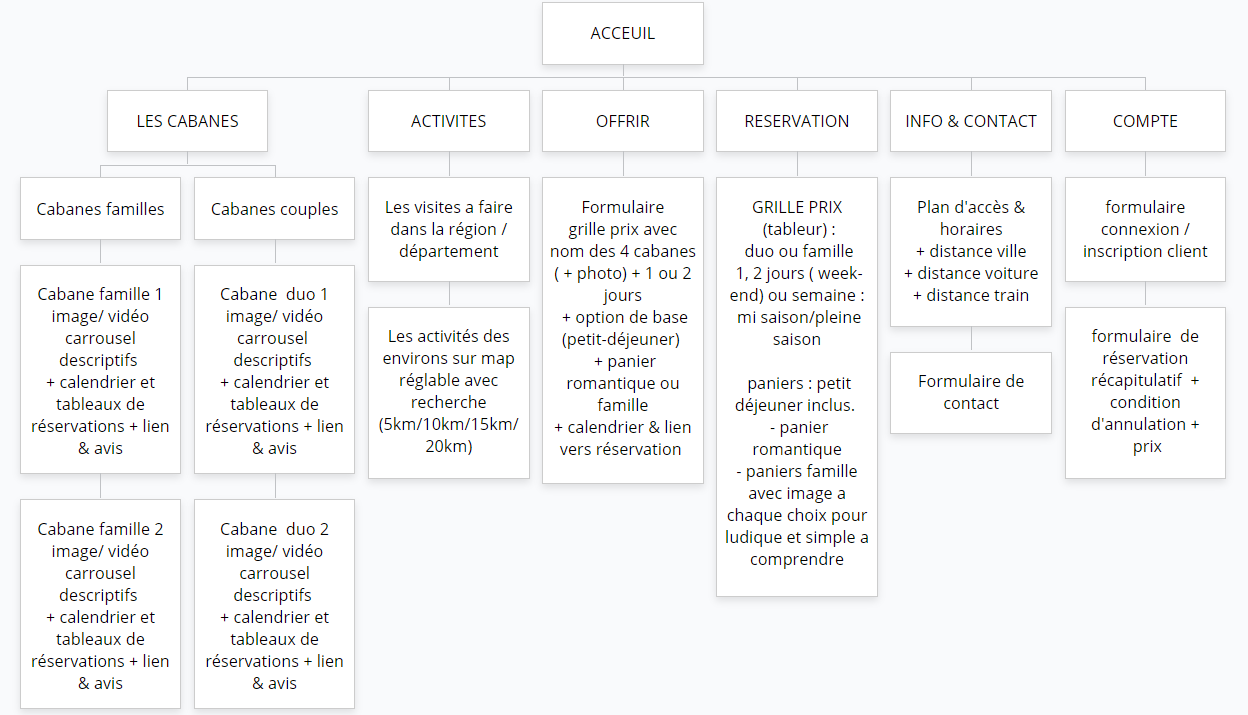 ACCEUIL
LES CABANES
ACTIVITES
OFFRIR
RESERVATION
INFO & CONTACT
COMPTE
Cabanes familles
Cabanes couples
Cabane famille 1
image/ vidéo
carrousel
descriptifs
+ calendrier et
tableaux de
réservations + lien
& avis
Cabane  duo 1
image/ vidéo
carrousel
descriptifs
+ calendrier et
tableaux de
réservations + lien
& avis
Cabane famille 2
image/ vidéo
carrousel
descriptifs
+ calendrier et
tableaux de
réservations + lien
& avis
Cabane  duo 2
image/ vidéo
carrousel
descriptifs
+ calendrier et
tableaux de
réservations + lien
& avis
Les visites a faire
dans la région /
département
Les activités des
environs sur map
réglable avec
recherche
(5km/10km/15km/
20km)
Formulaire
grille prix avec
nom des 4 cabanes
( + photo) + 1 ou 2
jours
+ option de base
(petit-déjeuner)
+ panier
romantique ou
famille
+ calendrier & lien
vers réservation
GRILLE PRIX
(tableur) :
duo ou famille
1, 2 jours ( week-
end) ou semaine :
mi saison/pleine
saison
paniers : petit
déjeuner inclus.
- panier
romantique
- paniers famille
avec image a
chaque choix pour
ludique et simple a
comprendre
Plan d'accès &
horaires
+ distance ville
+ distance voiture
+ distance train
Formulaire de
contact
formulaire
connexion /
inscription client
formulaire  de
réservation
récapitulatif  +
condition
d'annulation +
prix